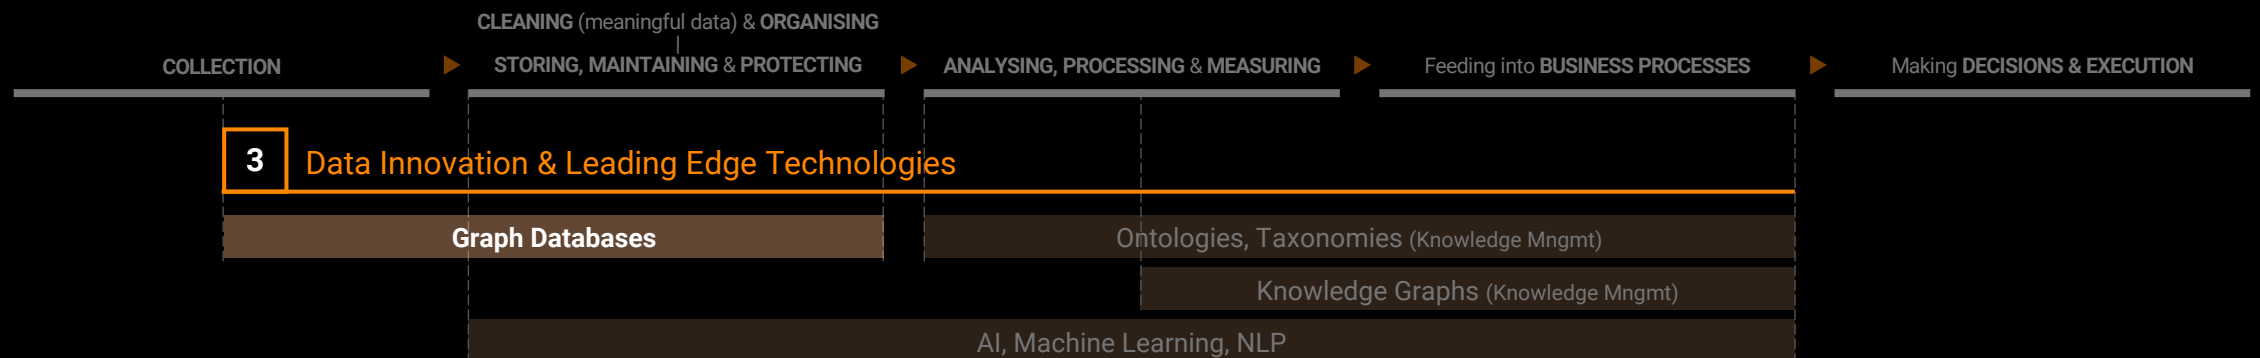 CLEANING (meaningful data) & ORGANISING
COLLECTION
STORING, MAINTAINING & PROTECTING
ANALYSING, PROCESSING & MEASURING
Feeding into BUSINESS PROCESSES
Making DECISIONS & EXECUTION
3 Data Innovation & Leading Edge Technologies
Graph Databases
Ontologies, Taxonomies (Knowledge Mngmt)
Knowledge Graphs (Knowledge Mngmt)
AI, Machine Learning, NLP